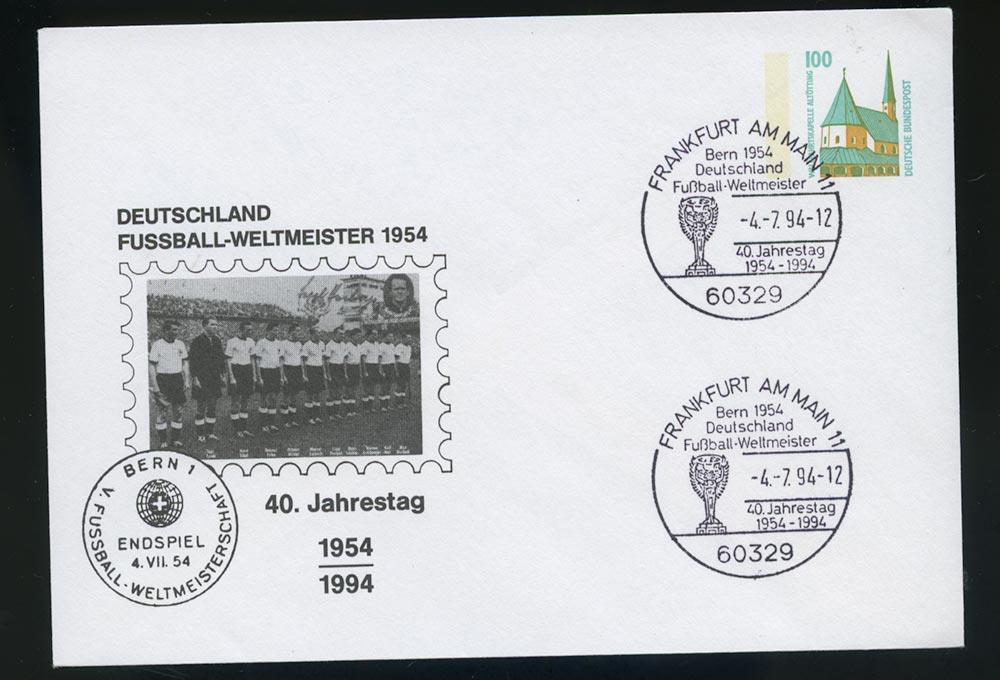 DEUTSCHLAND
FUSSBALL-WELTMEISTER 1954
BERN 1
V. FUSSBALL-WELTMEISTERSCHAFT
ENDSPIEL
4. VII. 54
40. Jahrestag
1954
1994
100
DEUTSCHE BUNDESPOST
ALTÖTTING
FRANKFURT AM MAIN 11
Bern 1954
Deutschland
Fußball-Weltmeister
-4.-7.94-12
40. Jahrestag
1954-1994
60329
FRANKFURT AM MAIN 11
Bern 1954
Deutschland
Fußball-Weltmeister
-4.-7.94-12
40. Jahrestag
1954-1994
60329